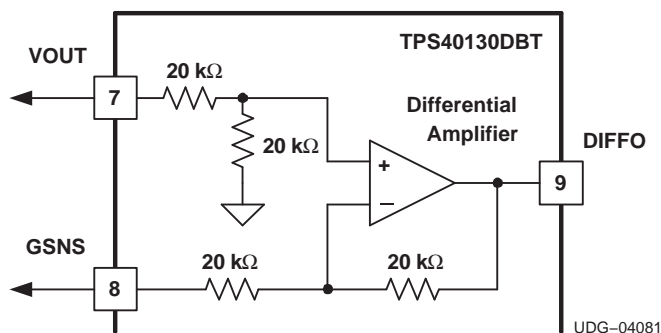 TPS40130DBT
VOUT
7
20 kΩ
20 kΩ
Differential
Amplifier
DIFFO
+
−
9
GSNS
8
20 kΩ
20 kΩ
UDG−04081